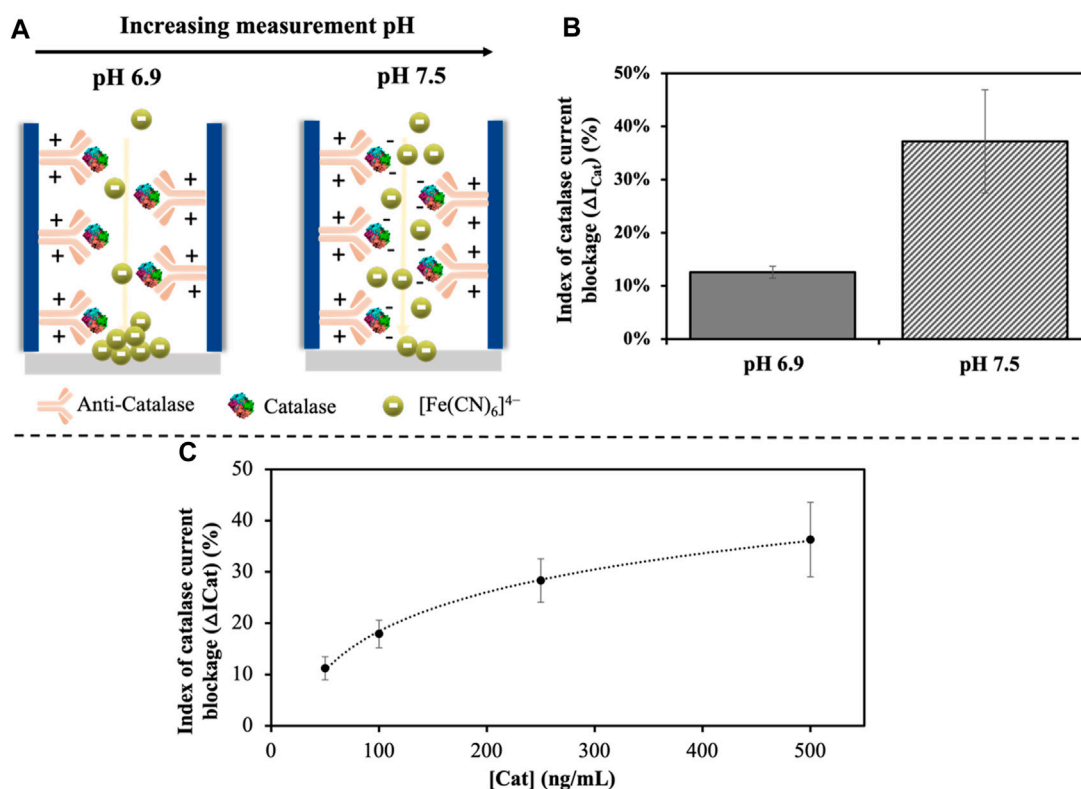 A
Increasing measurement pH
pH 6.9
pH 7.5
+ + + + + + + + + +
+ + + + + + + + + +
- - - - - - - - - -
Anti-Catalase
Catalase
[Fe(CN)₆]⁴⁻
B
Index of catalase current
blockage (ΔI_Cat) (%)
50%
40%
30%
20%
10%
0%
pH 6.9
pH 7.5
C
Index of catalase current
blockage (ΔICat) (%)
50
40
30
20
10
0
0 100 200 300 400 500
[Cat] (ng/mL)